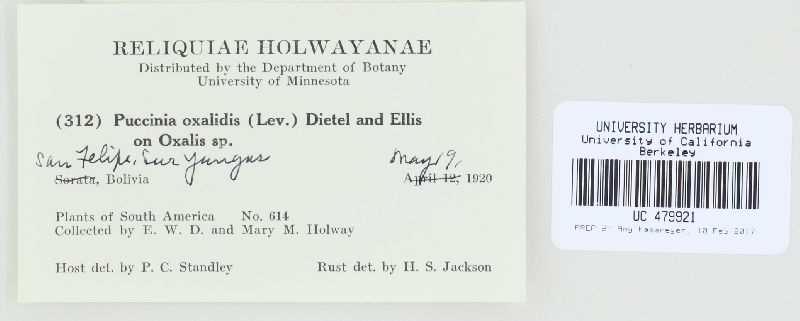 RELIQUIAE HOLWAYANAE
Distributed by the Department of Botany
University of Minnesota
(312) Puccinia oxalidis (Lev.) Dietel and Ellis
on Oxalis sp.
San Felipe, Sur Yungas May 9,
Sorata, Bolivia April 12, 1920
Plants of South America No. 614
Collected by E. W. D. and Mary M. Holway
Host det. by P. C. Standley Rust det. by H. S. Jackson
UNIVERSITY HERBARIUM
University of California
Berkeley
UC 479921
PREP BY Amy Kasameyer, 10 Feb 2017